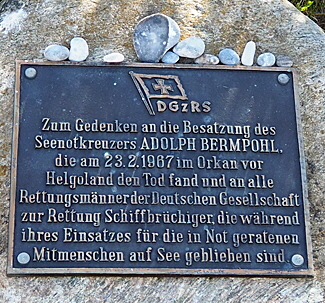 DGzRS
Zum Gedenken an die Besatzung des
Seenotkreuzers ADOLPH BERMPOHL,
die am 23.2.1967 im Orkan vor
Helgoland den Tod fand und an alle
Rettungsmänner der Deutschen Gesellschaft
zur Rettung Schiffbrüchiger, die während
ihres Einsatzes für die in Not geratenen
Mitmenschen auf See geblieben sind.